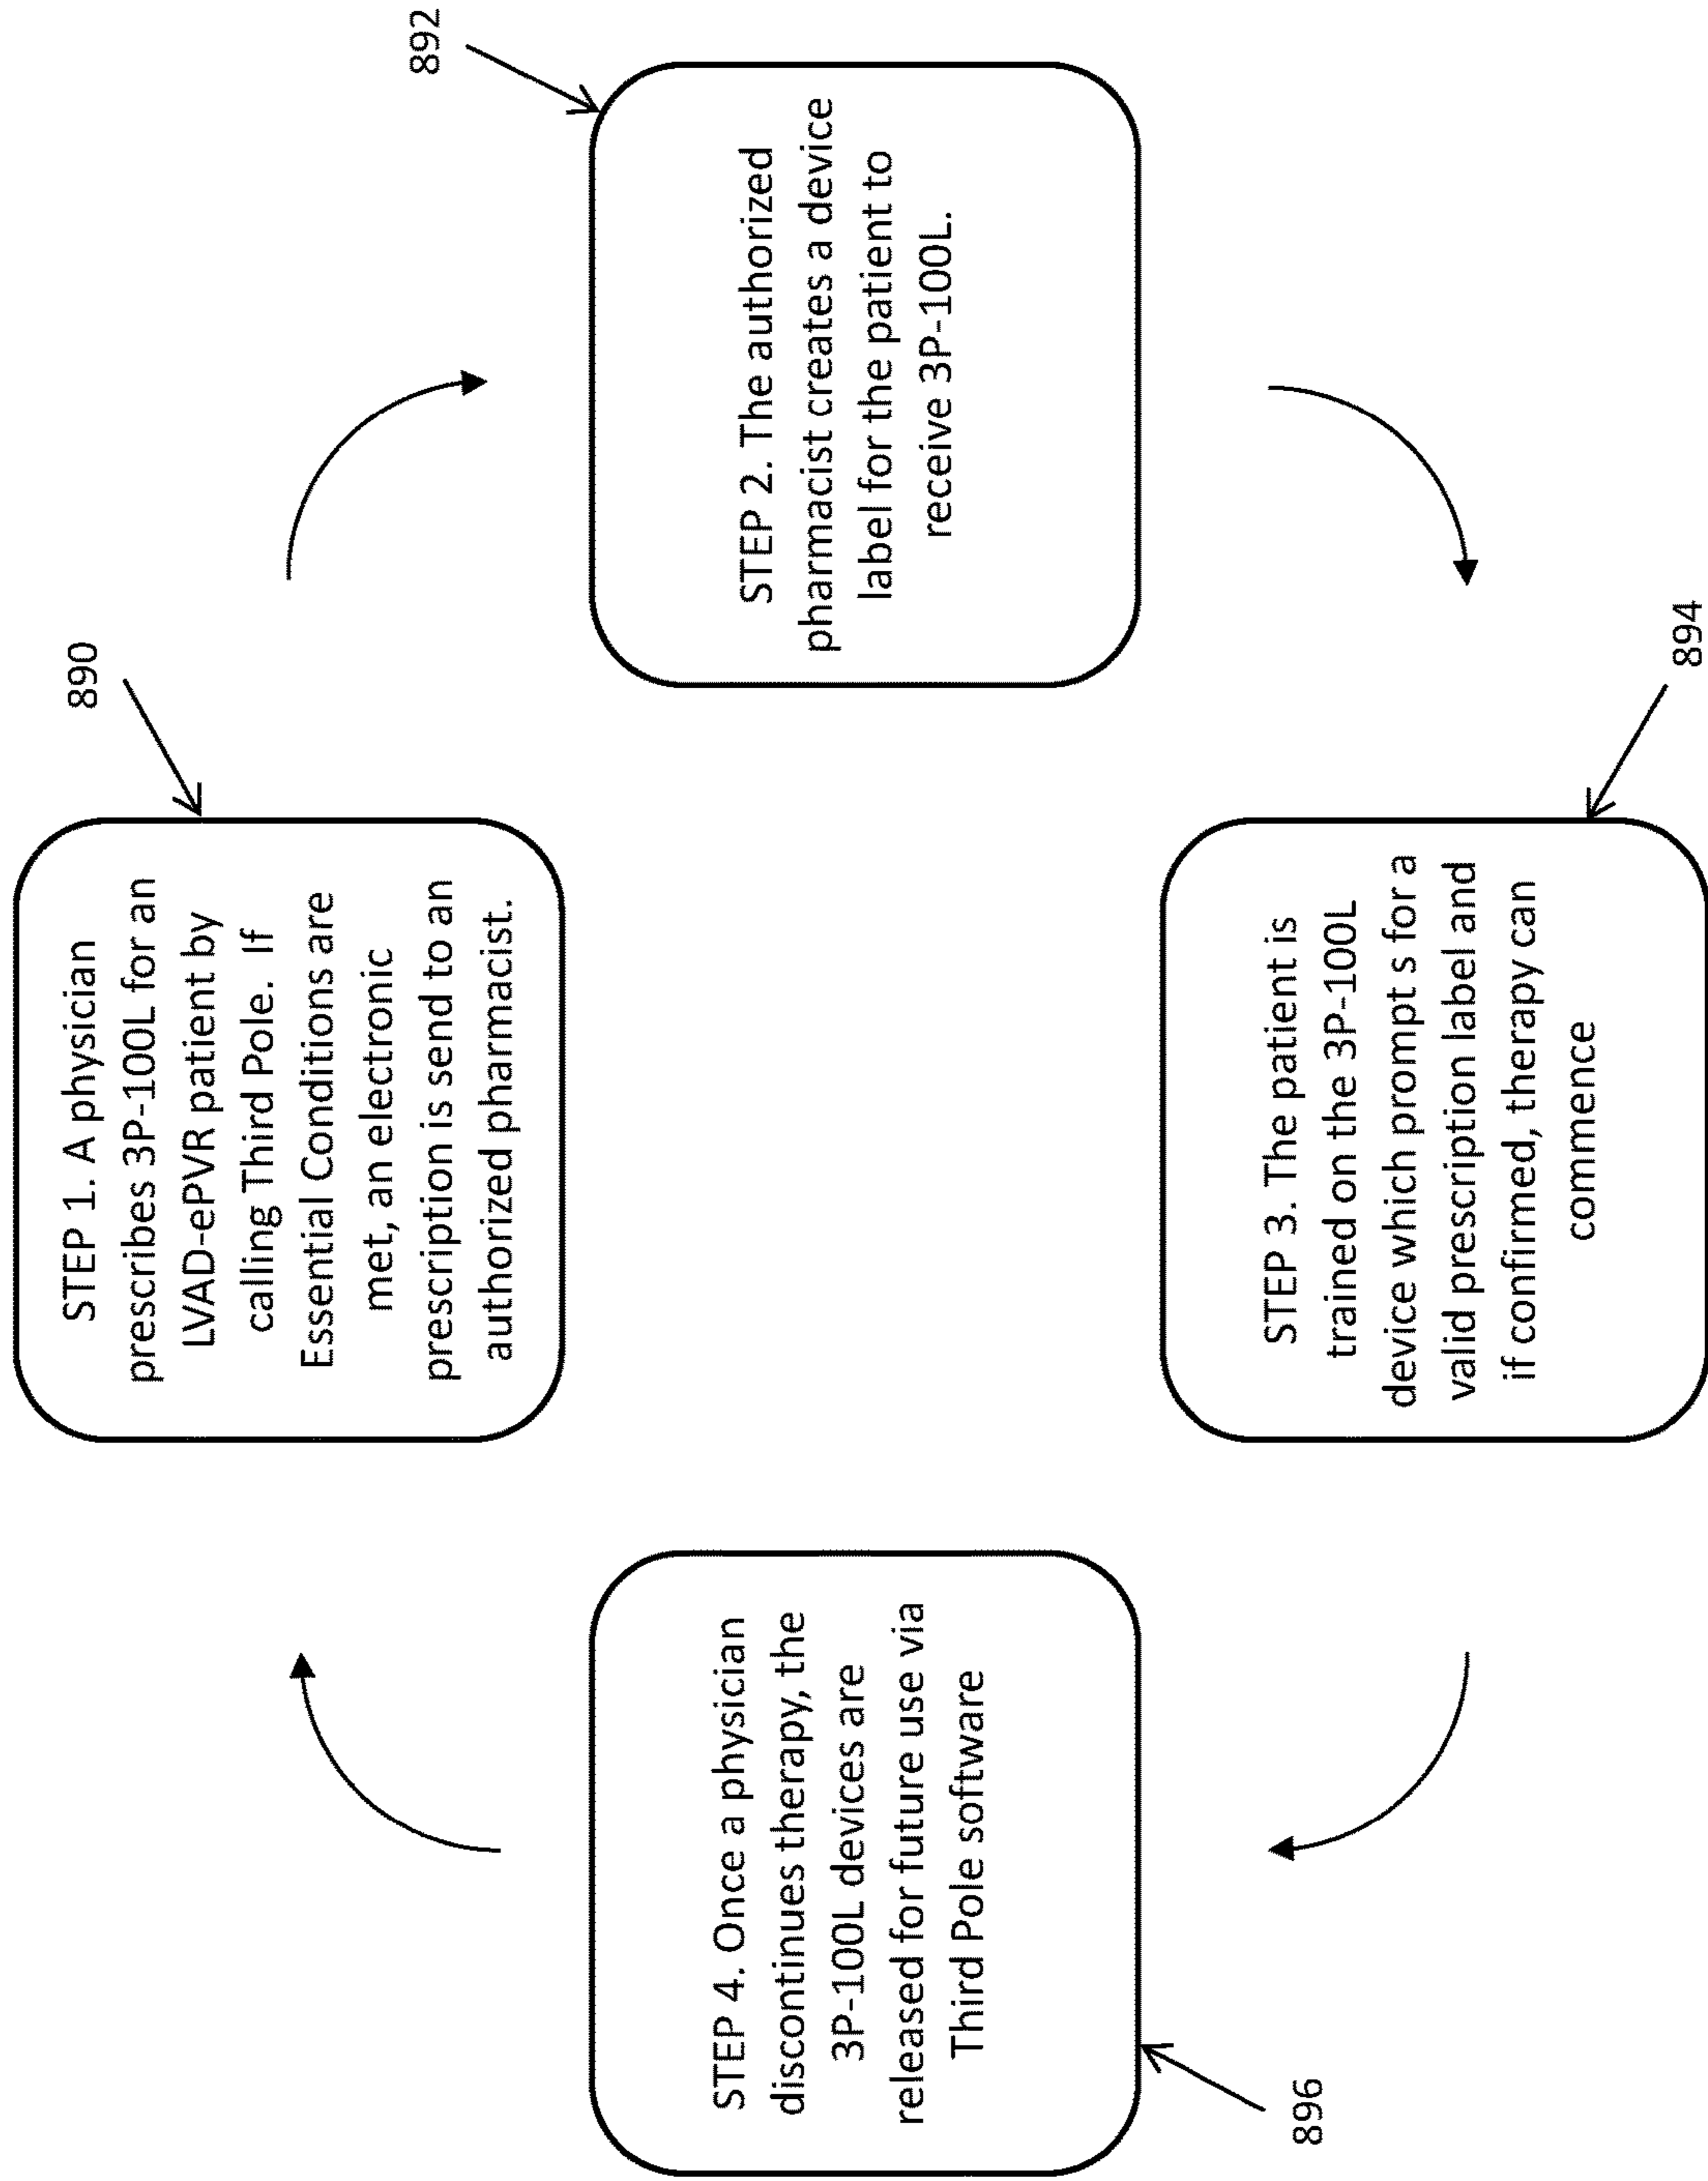 890
STEP 1. A physician
prescribes 3P-100L for an
LVAD-ePVR patient by
calling Third Pole. If
Essential Conditions are
met, an electronic
prescription is send to an
authorized pharmacist.
892
STEP 2. The authorized
pharmacist creates a device
label for the patient to
receive 3P-100L.
894
STEP 3. The patient is
trained on the 3P-100L
device which prompt s for a
valid prescription label and
if confirmed, therapy can
commence
896
STEP 4. Once a physician
discontinues therapy, the
3P-100L devices are
released for future use via
Third Pole software